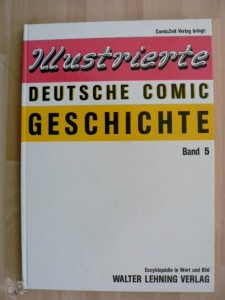 ComicZeit Verlag bringt:
Illustrierte
DEUTSCHE COMIC
GESCHICHTE
Band 5
Enzyklopädie in Wort und Bild
WALTER LEHNING VERLAG